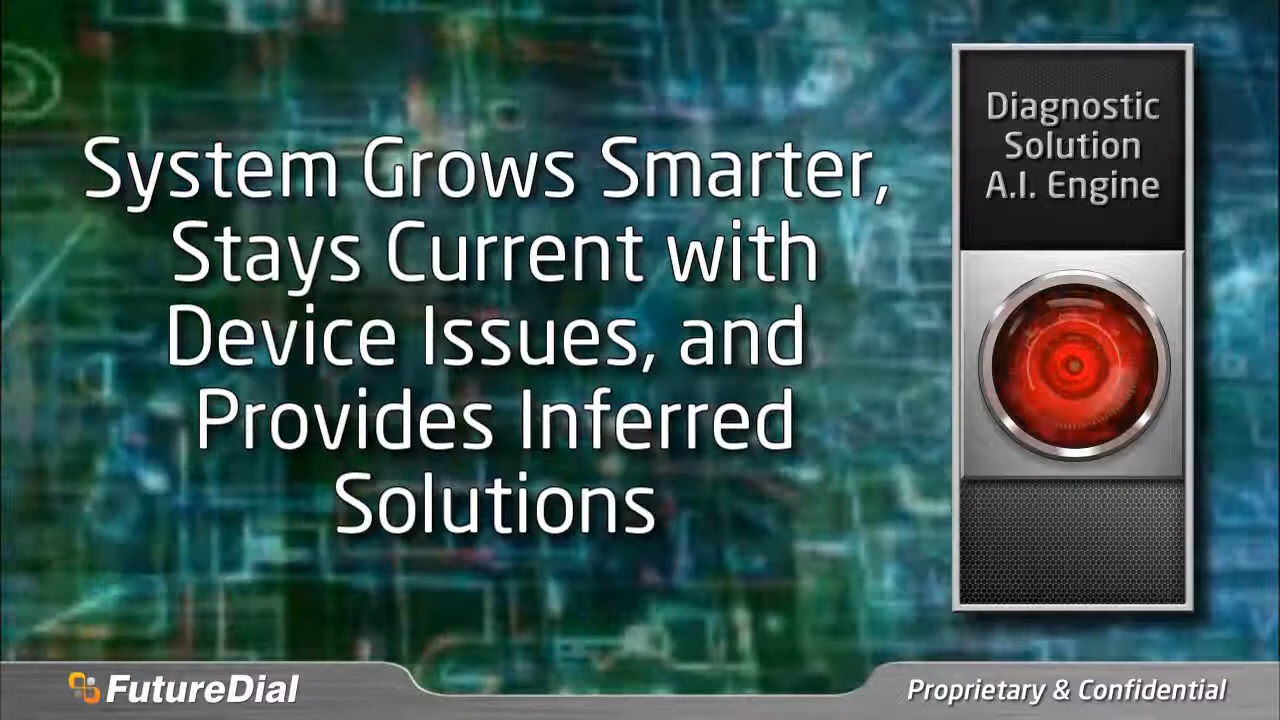 System Grows Smarter,
Stays Current with
Device Issues, and
Provides Inferred
Solutions
Diagnostic
Solution
A.I. Engine
FutureDial
Proprietary & Confidential